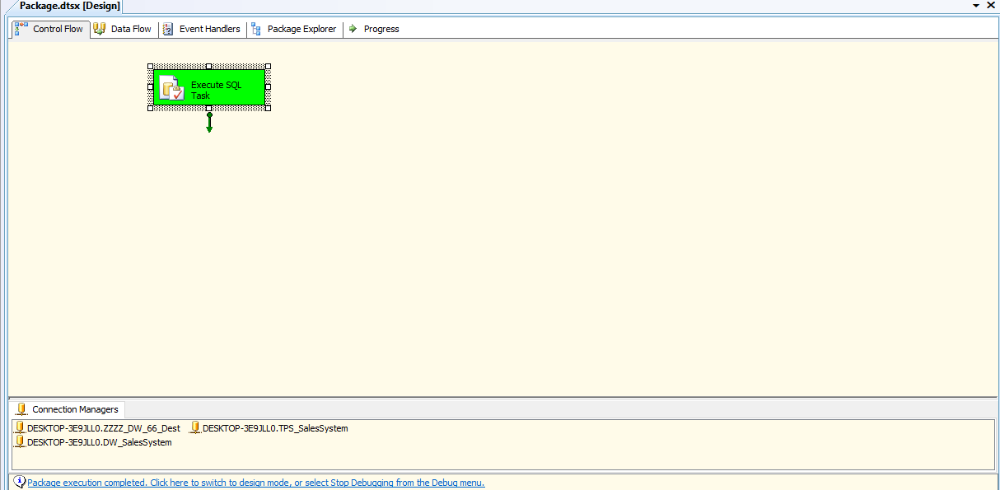 Package.dtsx [Design]
Control Flow Data Flow Event Handlers Package Explorer Progress
Execute SQL
Task
Connection Managers
DESKTOP-3E9JLL0.ZZZZ_DW_66_Dest DESKTOP-3E9JLL0.TPS_SalesSystem
DESKTOP-3E9JLL0.DW_SalesSystem
Package execution completed. Click here to switch to design mode, or select Stop Debugging from the Debug menu.